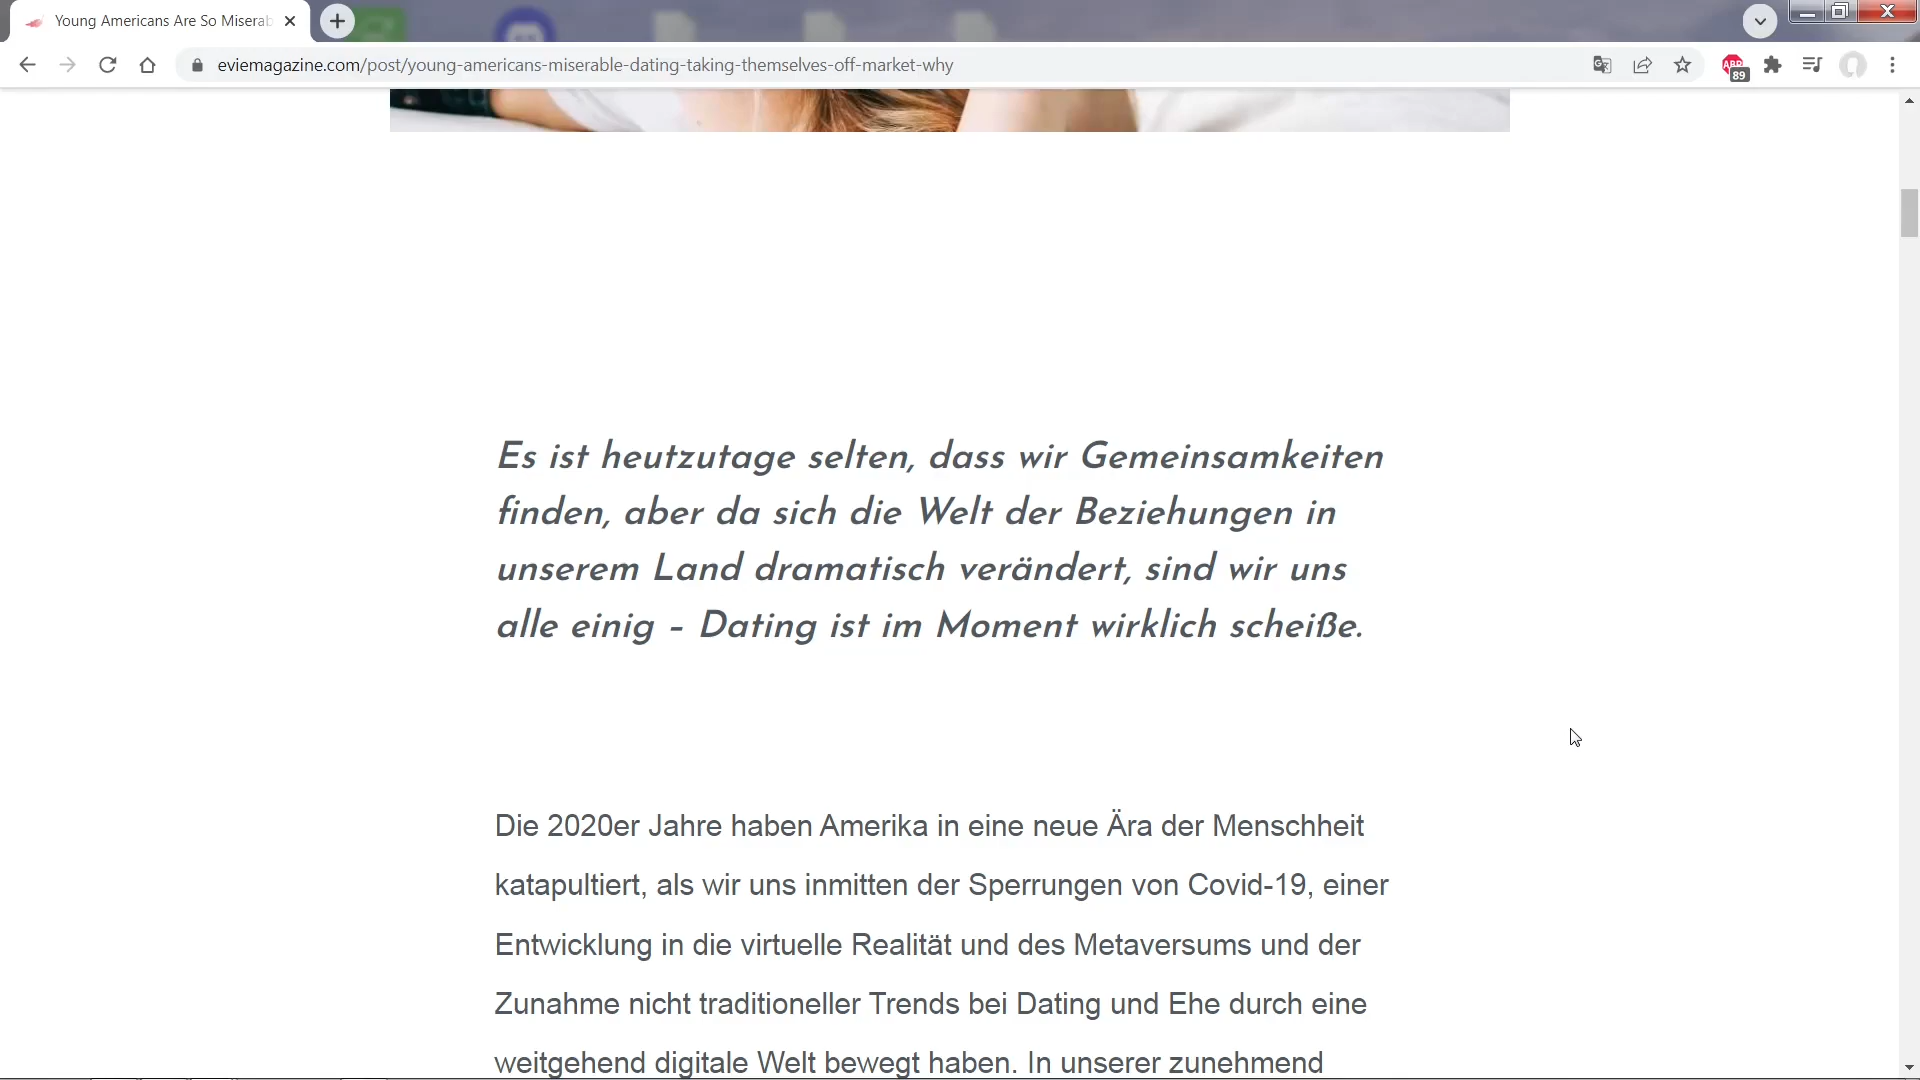 Young Americans Are So Miserab
eviemagazine.com/post/young-americans-miserable-dating-taking-themselves-off-market-why
ABP
89
Es ist heutzutage selten, dass wir Gemeinsamkeiten
finden, aber da sich die Welt der Beziehungen in
unserem Land dramatisch verändert, sind wir uns
alle einig – Dating ist im Moment wirklich scheiße.
Die 2020er Jahre haben Amerika in eine neue Ära der Menschheit
katapultiert, als wir uns inmitten der Sperrungen von Covid-19, einer
Entwicklung in die virtuelle Realität und des Metaversums und der
Zunahme nicht traditioneller Trends bei Dating und Ehe durch eine
weitgehend digitale Welt bewegt haben. In unserer zunehmend